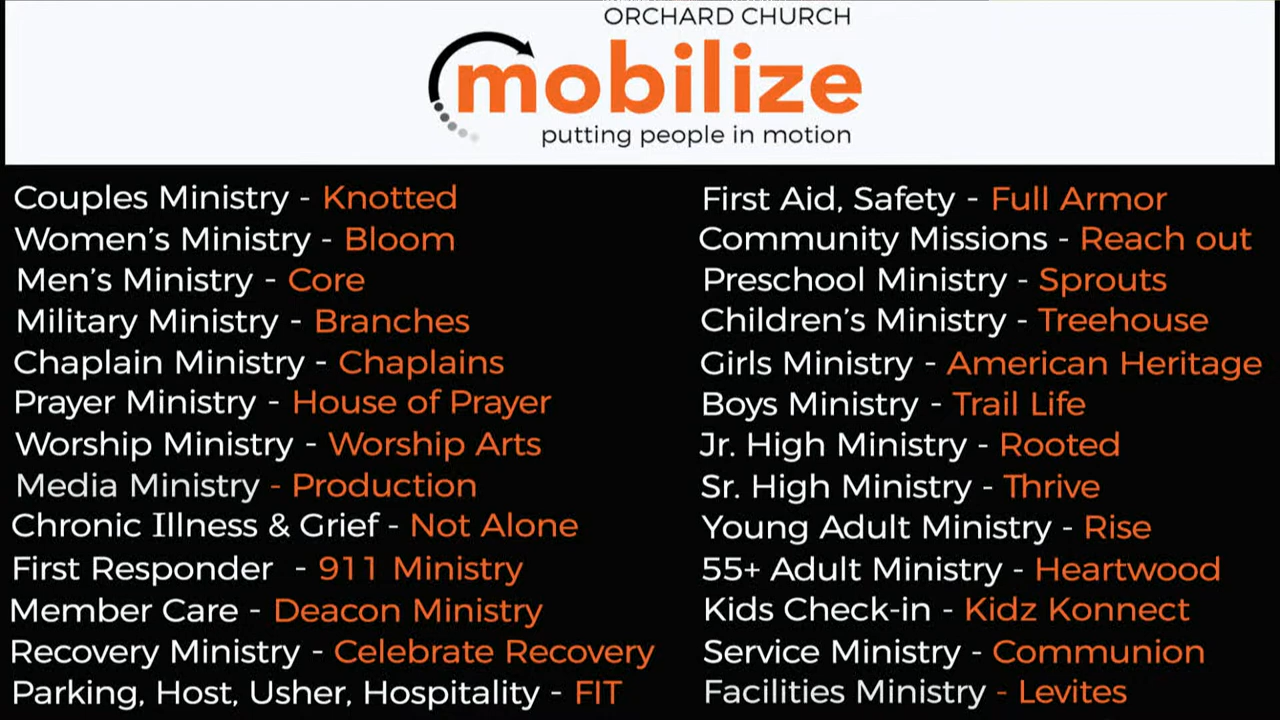 ORCHARD CHURCH
mobilize
putting people in motion
Couples Ministry - Knotted
Women's Ministry - Bloom
Men's Ministry - Core
Military Ministry - Branches
Chaplain Ministry - Chaplains
Prayer Ministry - House of Prayer
Worship Ministry - Worship Arts
Media Ministry - Production
Chronic Illness & Grief - Not Alone
First Responder - 911 Ministry
Member Care - Deacon Ministry
Recovery Ministry - Celebrate Recovery
Parking, Host, Usher, Hospitality - FIT
First Aid, Safety - Full Armor
Community Missions - Reach out
Preschool Ministry - Sprouts
Children's Ministry - Treehouse
Girls Ministry - American Heritage
Boys Ministry - Trail Life
Jr. High Ministry - Rooted
Sr. High Ministry - Thrive
Young Adult Ministry - Rise
55+ Adult Ministry - Heartwood
Kids Check-in - Kidz Konnect
Service Ministry - Communion
Facilities Ministry - Levites